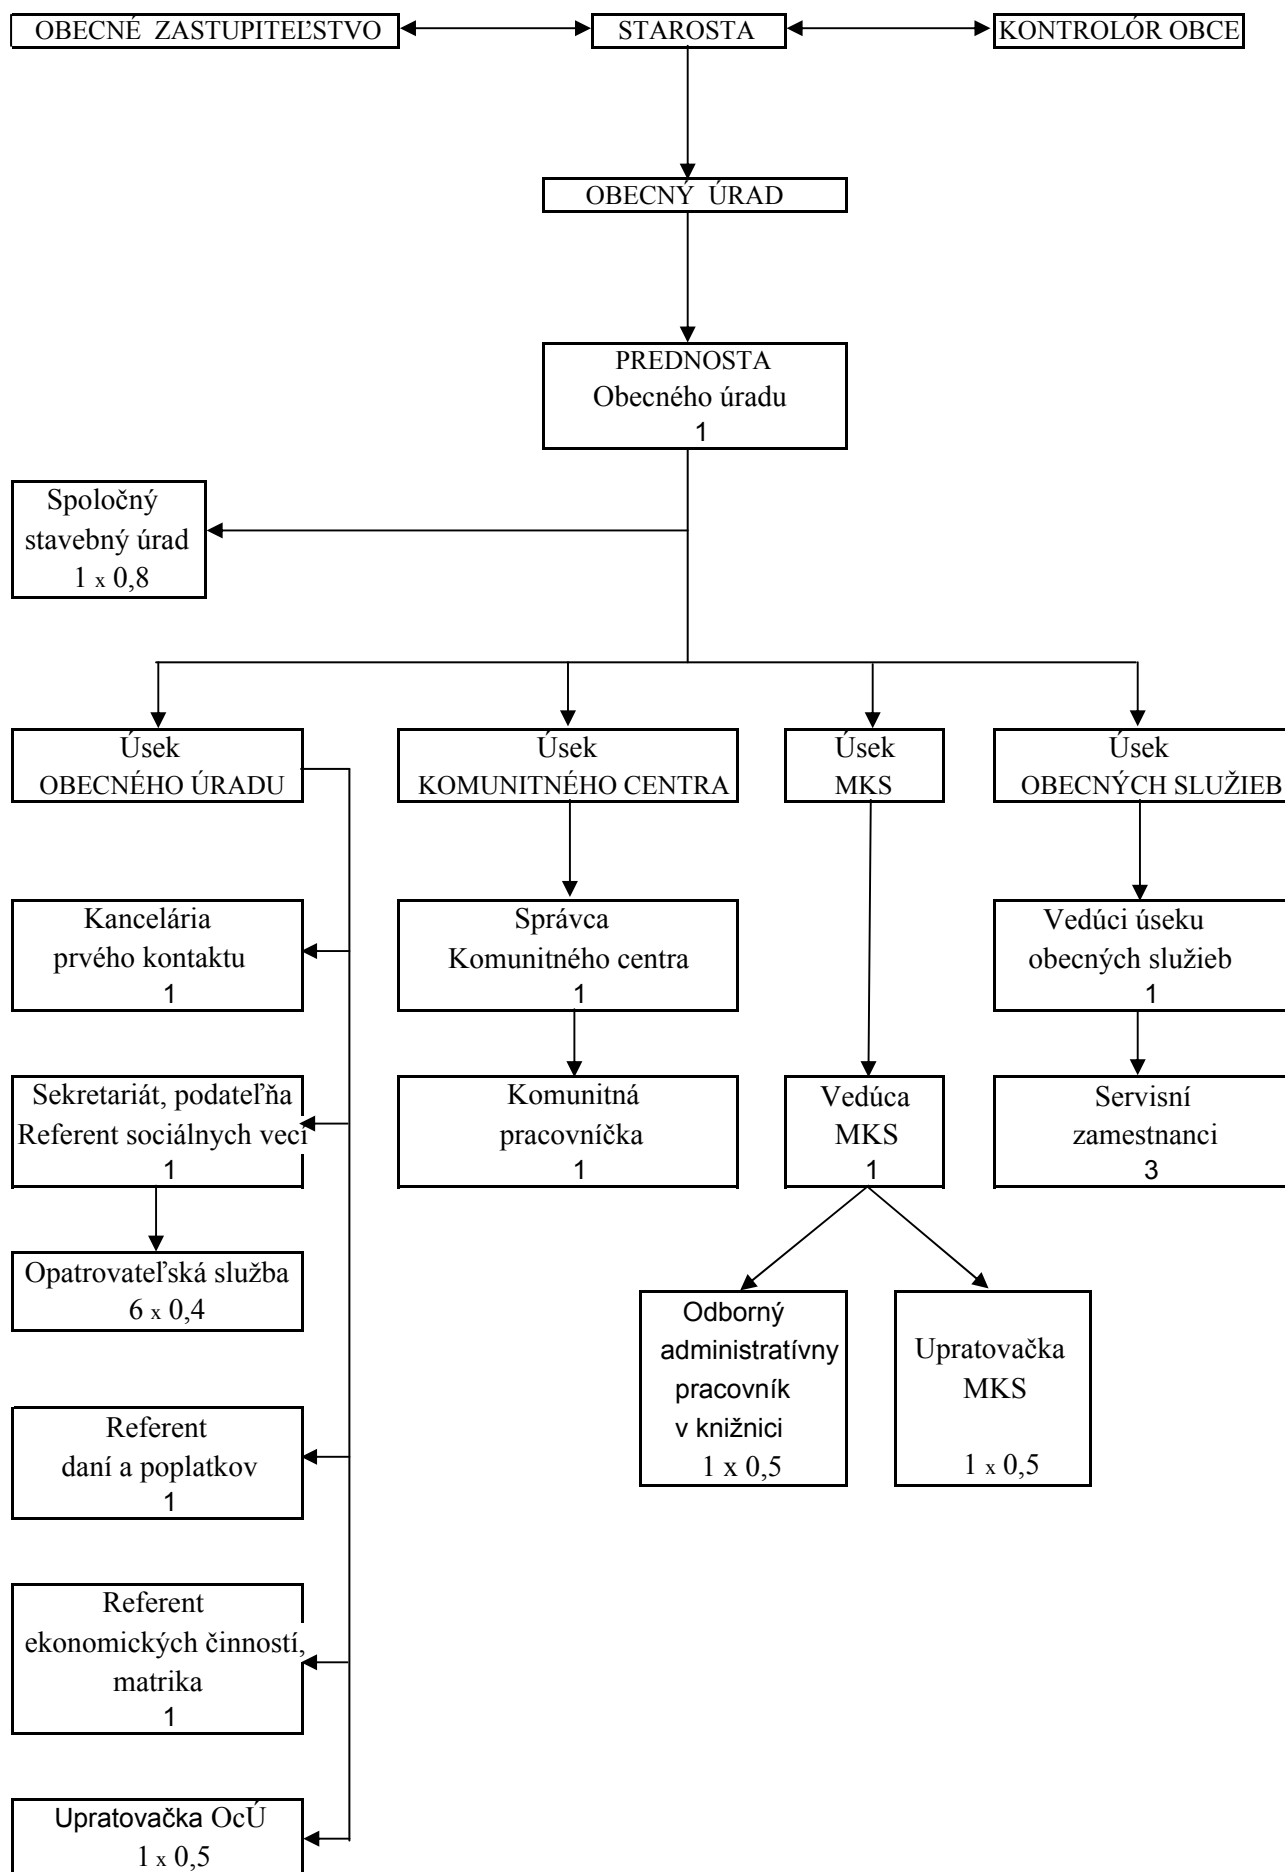 OBECNÉ ZASTUPITEĽSTVO
STAROSTA
KONTROLÓR OBCE
OBECNÝ ÚRAD
PREDNOSTA
Obecného úradu
1
Spoločný
stavebný úrad
1 x 0,8
Úsek
OBECNÉHO ÚRADU
Úsek
KOMUNITNÉHO CENTRA
Úsek
MKS
Úsek
OBECNÝCH SLUŽIEB
Kancelária
prvého kontaktu
1
Správca
Komunitného centra
1
Vedúci úseku
obecných služieb
1
Sekretariát, podateľňa
Referent sociálnych vecí
1
Komunitná
pracovníčka
1
Vedúca
MKS
1
Servisní
zamestnanci
3
Opatrovateľská služba
6 x 0,4
Odborný
administratívny
pracovník
v knižnici
1 x 0,5
Upratovačka
MKS
1 x 0,5
Referent
daní a poplatkov
1
Referent
ekonomických činností,
matrika
1
Upratovačka OcÚ
1 x 0,5